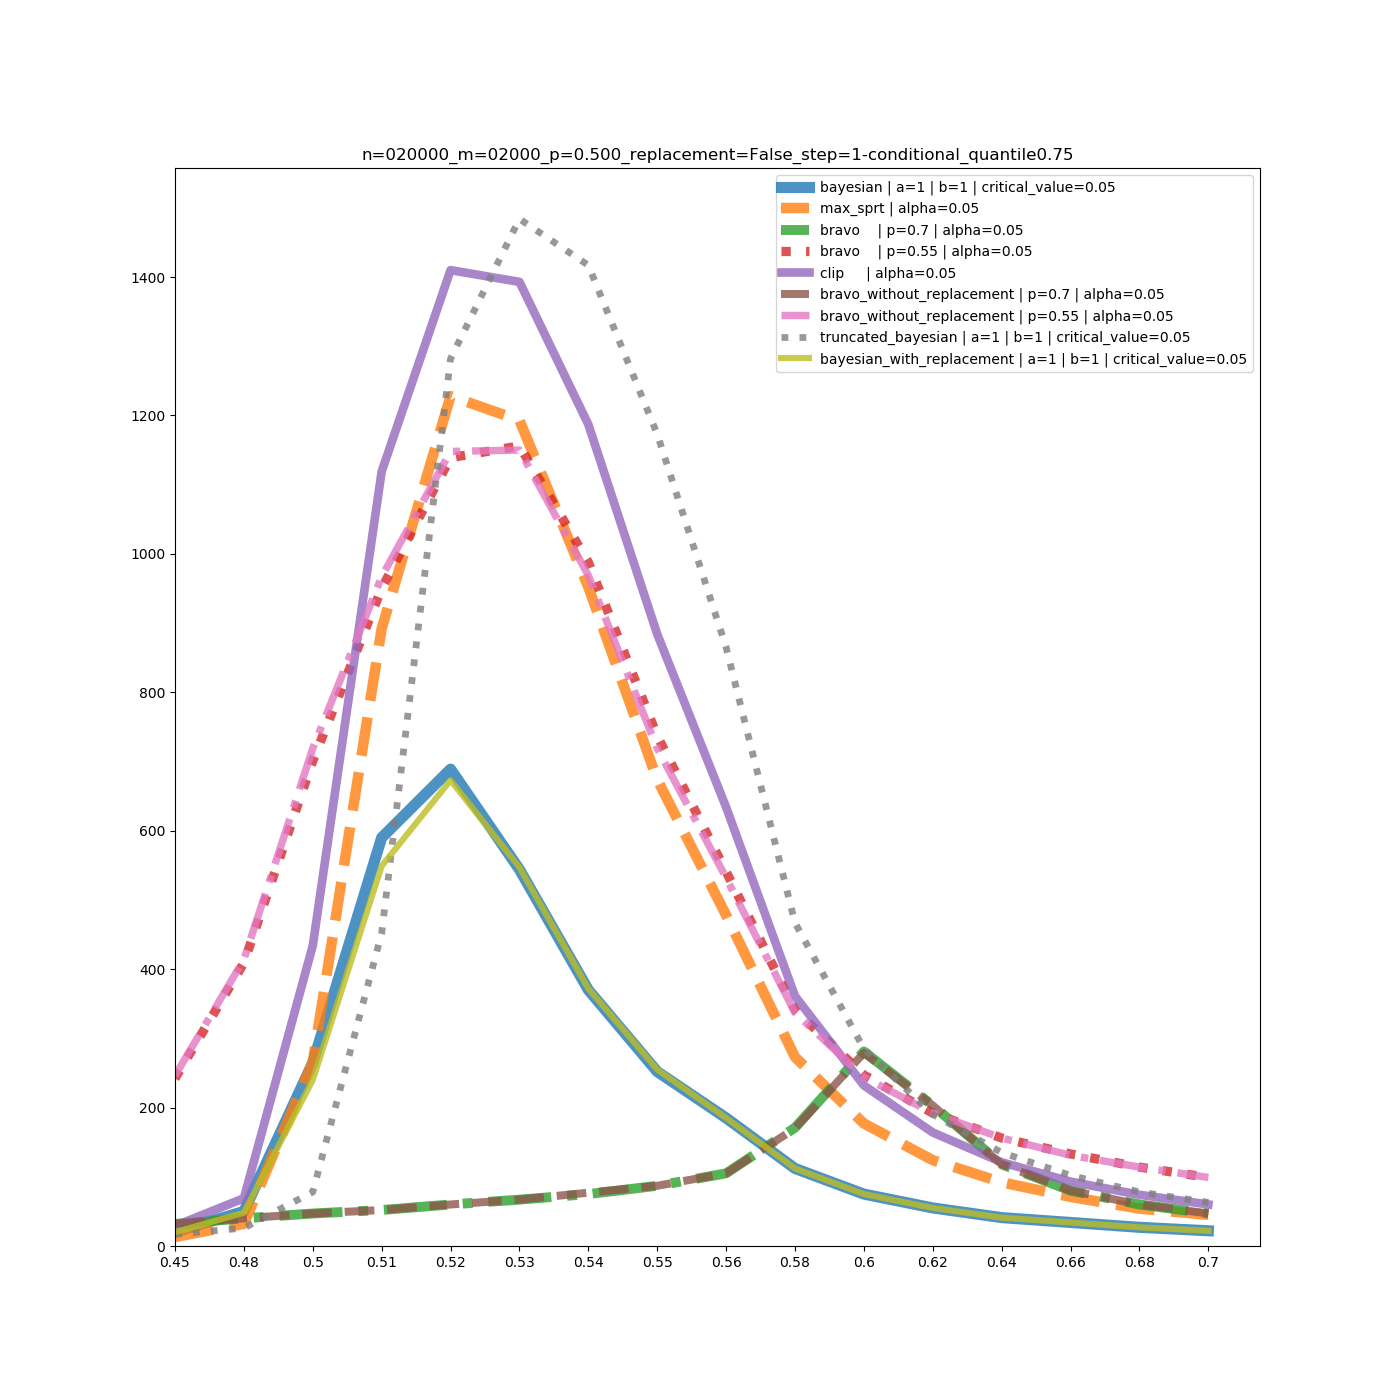 n=020000_m=02000_p=0.500_replacement=False_step=1-conditional_quantile0.75
bayesian | a=1 | b=1 | critical_value=0.05
max_sprt | alpha=0.05
bravo    | p=0.7 | alpha=0.05
bravo    | p=0.55 | alpha=0.05
clip     | alpha=0.05
bravo_without_replacement | p=0.7 | alpha=0.05
bravo_without_replacement | p=0.55 | alpha=0.05
truncated_bayesian | a=1 | b=1 | critical_value=0.05
bayesian_with_replacement | a=1 | b=1 | critical_value=0.05
1400
1200
1000
800
600
400
200
0
0.45 0.48 0.5 0.51 0.52 0.53 0.54 0.55 0.56 0.58 0.6 0.62 0.64 0.66 0.68 0.7